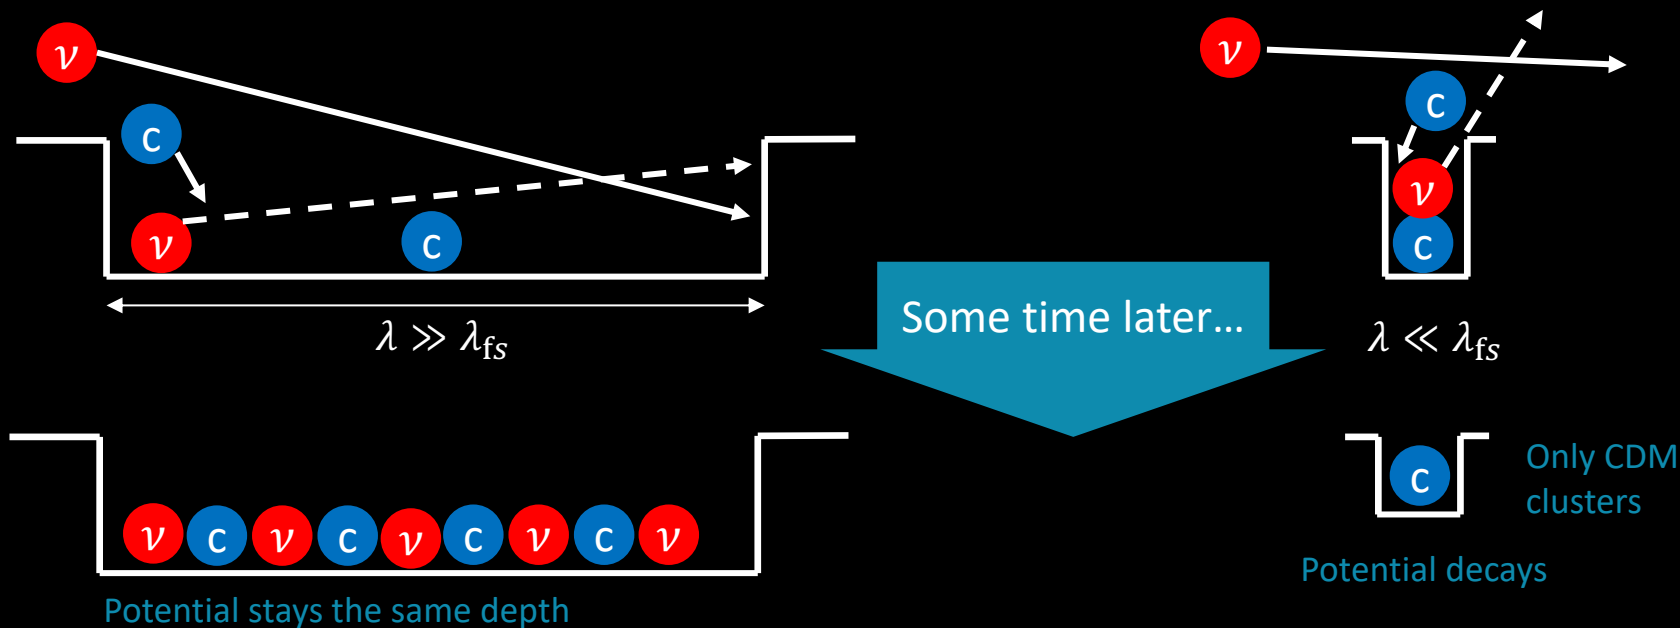 ν
ν
c
c
ν
c
ν
c
λ ≫ λfs
Some time later...
λ ≪ λfs
ν c ν c ν c ν c ν
c
Only CDM
clusters
Potential decays
Potential stays the same depth